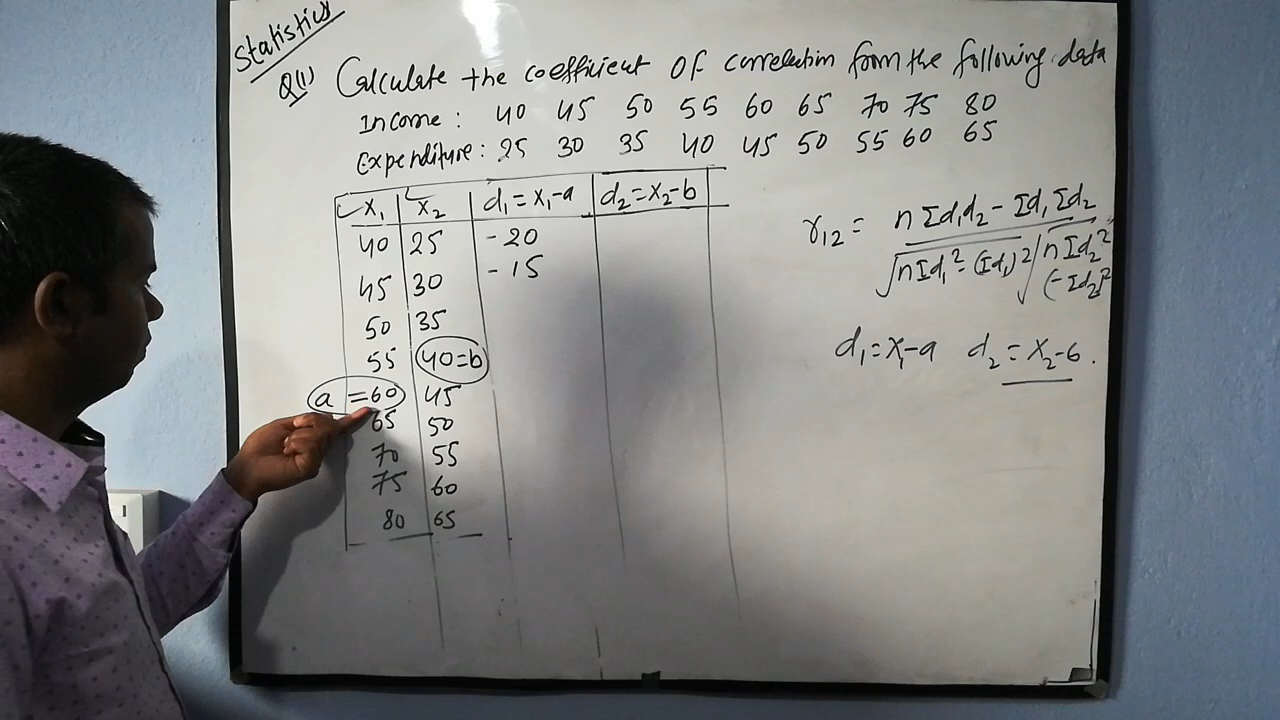 Statistics
Q(1) Calculate the coefficient of correlation from the following data
Income : 40 45 50 55 60 65 70 75 80
Expenditure : 25 30 35 40 45 50 55 60 65
x₁ x₂ d₁=x₁-a d₂=x₂-b
40 25 -20
45 30 -15
50 35
55 40=b
a=60 45
65 50
70 55
75 60
80 65
r₁₂ = nΣd₁d₂-Σd₁Σd₂
√nΣd₁²-(Σd₁)² √nΣd₂²
(-Σd₂)²
d₁=x₁-a d₂=x₂-b.